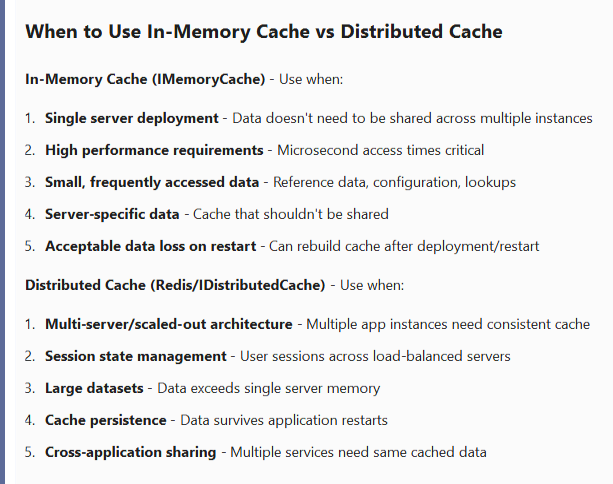 When to Use In-Memory Cache vs Distributed Cache
In-Memory Cache (IMemoryCache) - Use when:
1. Single server deployment - Data doesn't need to be shared across multiple instances
2. High performance requirements - Microsecond access times critical
3. Small, frequently accessed data - Reference data, configuration, lookups
4. Server-specific data - Cache that shouldn't be shared
5. Acceptable data loss on restart - Can rebuild cache after deployment/restart
Distributed Cache (Redis/IDistributedCache) - Use when:
1. Multi-server/scaled-out architecture - Multiple app instances need consistent cache
2. Session state management - User sessions across load-balanced servers
3. Large datasets - Data exceeds single server memory
4. Cache persistence - Data survives application restarts
5. Cross-application sharing - Multiple services need same cached data